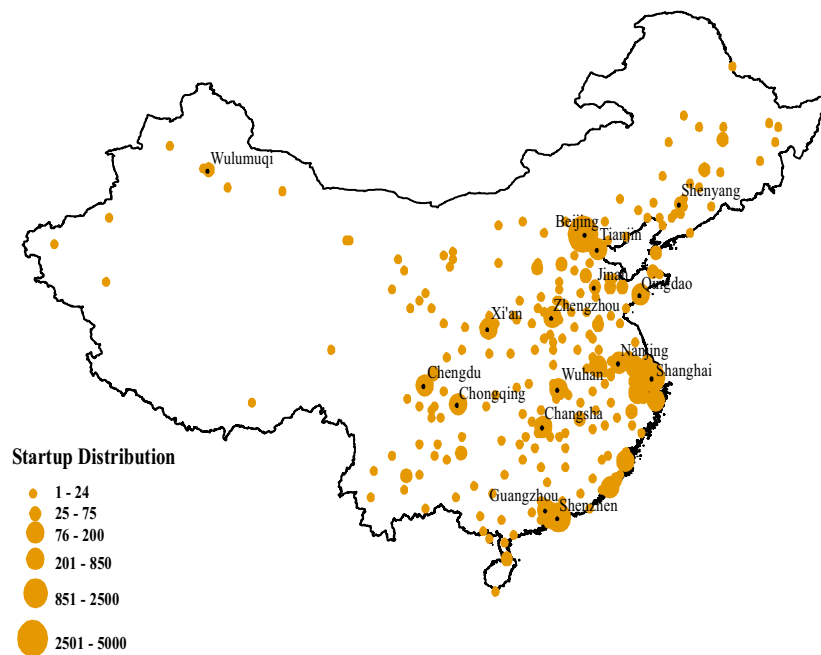 Wulumuqi
Shenyang
Beijing
Tianjin
Jinan
Qingdao
Zhengzhou
Xi'an
Nanjing
Chengdu
Wuhan
Shanghai
Chongqing
Changsha
Startup Distribution
1 - 24
Guangzhou
Shenzhen
25 - 75
76 - 200
201 - 850
851 - 2500
2501 - 5000